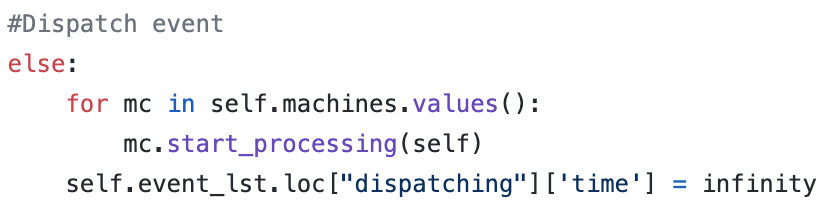 #Dispatch event
else:
    for mc in self.machines.values():
        mc.start_processing(self)
    self.event_lst.loc["dispatching"]['time'] = infinity